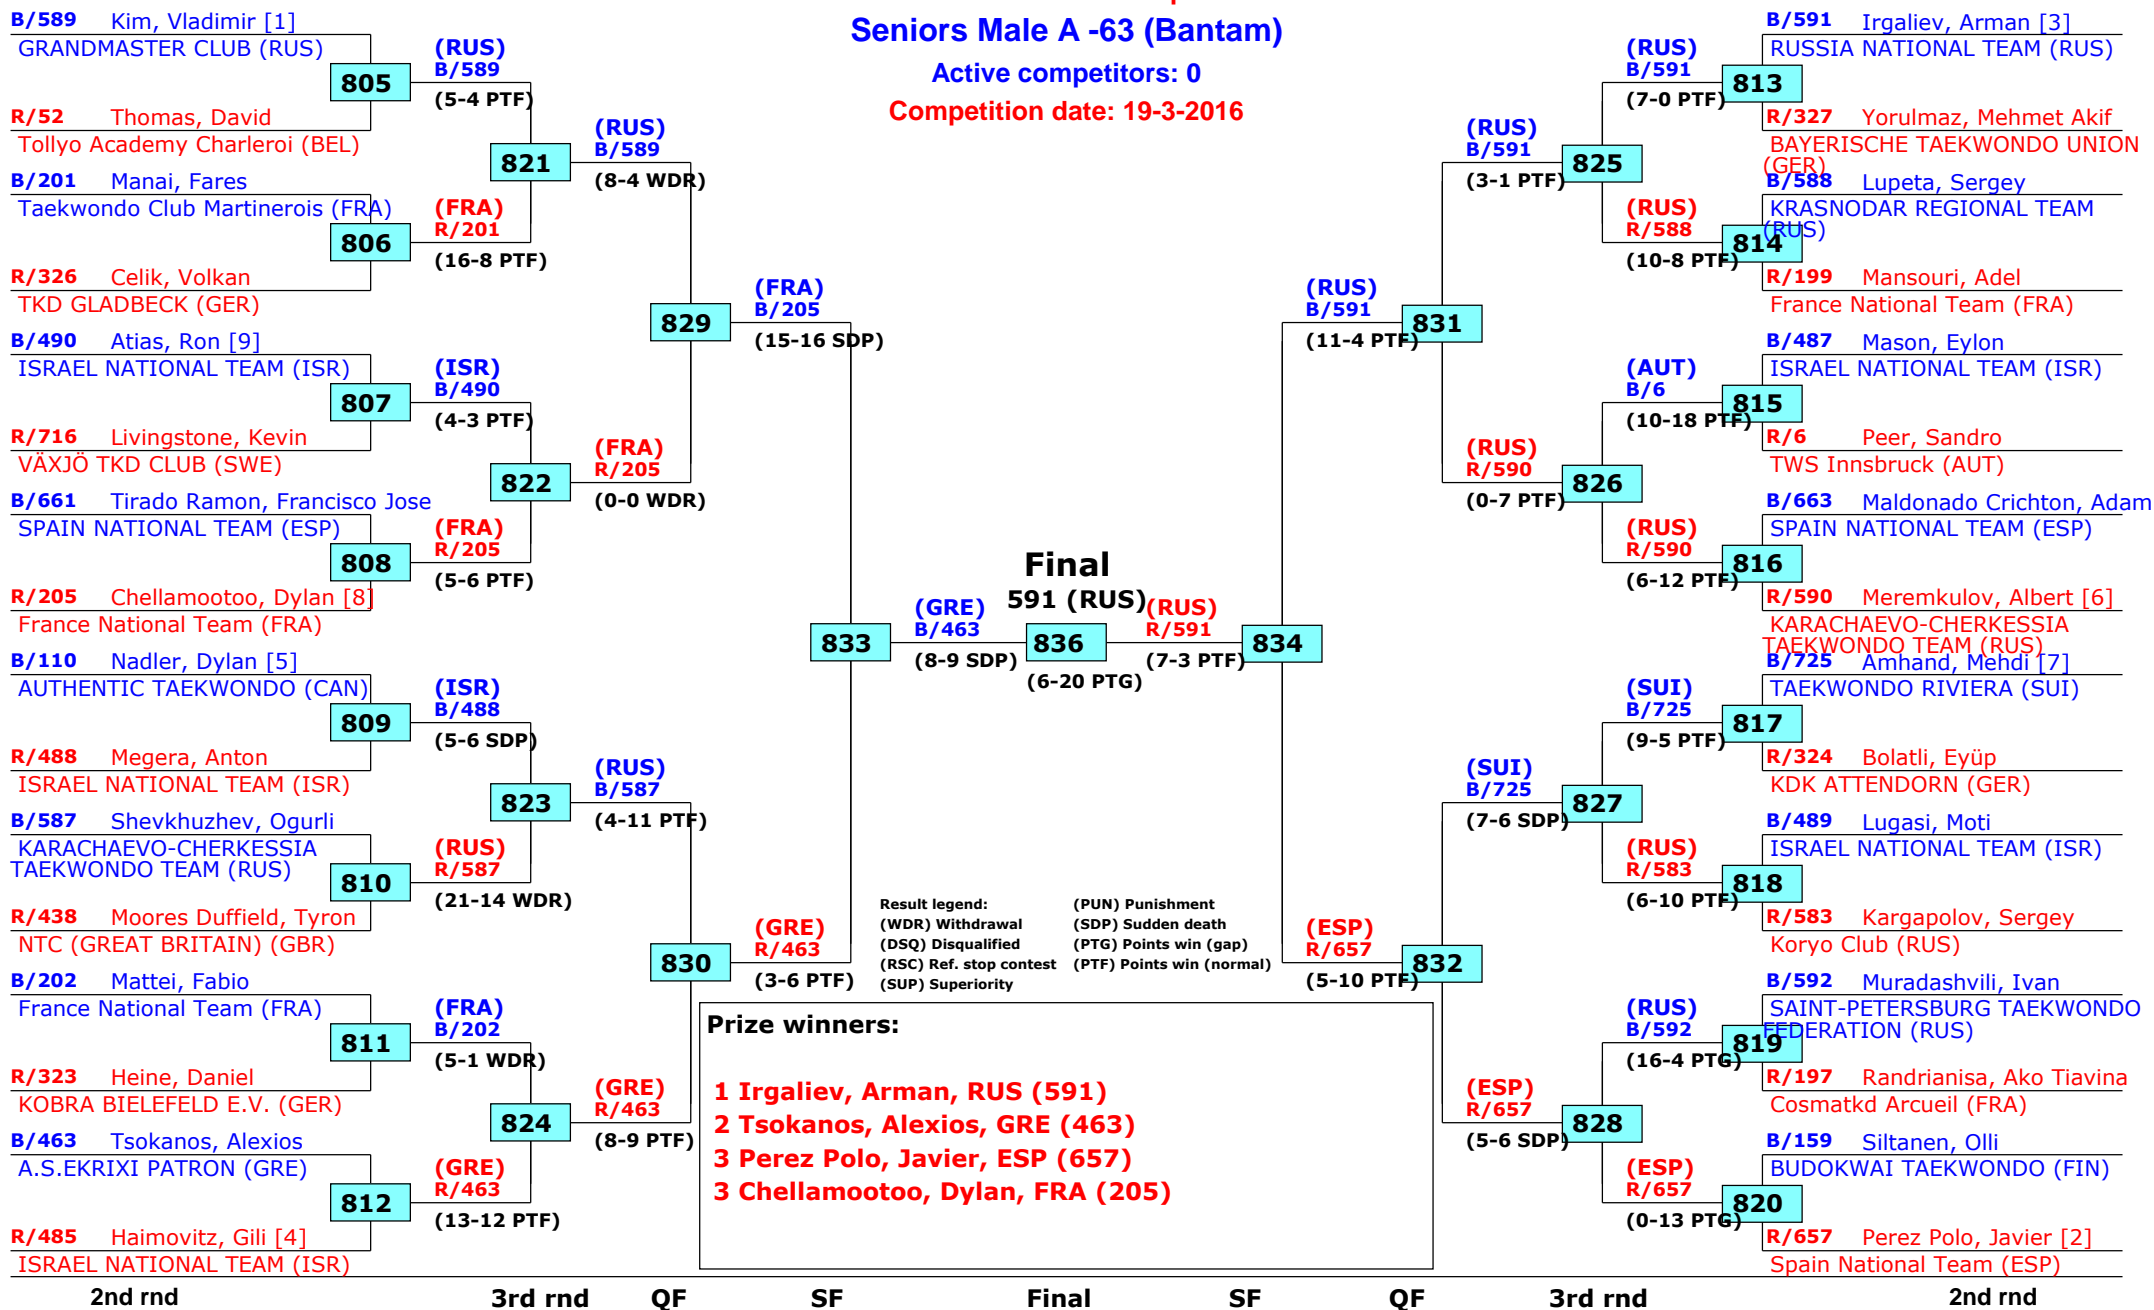 Seniors Male A -63 (Bantam)
Active competitors: 0
Competition date: 19-3-2016
B/589 Kim, Vladimir [1]
GRANDMASTER CLUB (RUS)
805
R/52 Thomas, David
Tollyo Academy Charleroi (BEL)
B/201 Manai, Fares
Taekwondo Club Martinerois (FRA)
806
R/326 Celik, Volkan
TKD GLADBECK (GER)
B/490 Atias, Ron [9]
ISRAEL NATIONAL TEAM (ISR)
807
R/716 Livingstone, Kevin
VÄXJÖ TKD CLUB (SWE)
B/661 Tirado Ramon, Francisco Jose
SPAIN NATIONAL TEAM (ESP)
808
R/205 Chellamootoo, Dylan [8]
France National Team (FRA)
B/110 Nadler, Dylan [5]
AUTHENTIC TAEKWONDO (CAN)
809
R/488 Megera, Anton
ISRAEL NATIONAL TEAM (ISR)
B/587 Shevkhuzhev, Ogurli
KARACHAEVO-CHERKESSIA
TAEKWONDO TEAM (RUS)
810
R/438 Moores Duffield, Tyron
NTC (GREAT BRITAIN) (GBR)
B/202 Mattei, Fabio
France National Team (FRA)
811
R/323 Heine, Daniel
KOBRA BIELEFELD E.V. (GER)
B/463 Tsokanos, Alexios
A.S.EKRIXI PATRON (GRE)
812
R/485 Haimovitz, Gili [4]
ISRAEL NATIONAL TEAM (ISR)
(RUS)
B/589
(5-4 PTF)
821
(FRA)
R/201
(16-8 PTF)
(ISR)
B/490
(4-3 PTF)
822
(FRA)
R/205
(5-6 PTF)
(ISR)
B/488
(5-6 SDP)
823
(RUS)
R/587
(21-14 WDR)
(FRA)
B/202
(5-1 WDR)
824
(GRE)
R/463
(13-12 PTF)
(RUS)
B/589
(8-4 WDR)
829
(FRA)
R/205
(0-0 WDR)
(RUS)
B/587
(4-11 PTF)
830
(GRE)
R/463
(8-9 PTF)
(FRA)
B/205
(15-16 SDP)
833
(GRE)
R/463
(3-6 PTF)
(GRE)
B/463
(8-9 SDP)
Final
591 (RUS)
836
(6-20 PTG)
(RUS)
R/591
(7-3 PTF)
834
(RUS)
B/591
(11-4 PTF)
831
(ESP)
R/657
(5-10 PTF)
832
(RUS)
B/591
(3-1 PTF)
825
(RUS)
R/590
(0-7 PTF)
826
(SUI)
B/725
(7-6 SDP)
827
(ESP)
R/657
(5-6 SDP)
828
(RUS)
B/591
(7-0 PTF)
813
(RUS)
R/588
(10-8 PTF)
814
(AUT)
B/6
(10-18 PTF)
815
(RUS)
R/590
(6-12 PTF)
816
(SUI)
B/725
(9-5 PTF)
817
(RUS)
R/583
(6-10 PTF)
818
(RUS)
B/592
(16-4 PTG)
819
(ESP)
R/657
(0-13 PTG)
820
B/591 Irgaliev, Arman [3]
RUSSIA NATIONAL TEAM (RUS)
R/327 Yorulmaz, Mehmet Akif
BAYERISCHE TAEKWONDO UNION
(GER)
B/588 Lupeta, Sergey
KRASNODAR REGIONAL TEAM
(RUS)
R/199 Mansouri, Adel
France National Team (FRA)
B/487 Mason, Eylon
ISRAEL NATIONAL TEAM (ISR)
R/6 Peer, Sandro
TWS Innsbruck (AUT)
B/663 Maldonado Crichton, Adam
SPAIN NATIONAL TEAM (ESP)
R/590 Meremkulov, Albert [6]
KARACHAEVO-CHERKESSIA
TAEKWONDO TEAM (RUS)
B/725 Amhand, Mehdi [7]
TAEKWONDO RIVIERA (SUI)
R/324 Bolatli, Eyüp
KDK ATTENDORN (GER)
B/489 Lugasi, Moti
ISRAEL NATIONAL TEAM (ISR)
R/583 Kargapolov, Sergey
Koryo Club (RUS)
B/592 Muradashvili, Ivan
SAINT-PETERSBURG TAEKWONDO
FEDERATION (RUS)
R/197 Randrianisa, Ako Tiavina
Cosmatkd Arcueil (FRA)
B/159 Siltanen, Olli
BUDOKWAI TAEKWONDO (FIN)
R/657 Perez Polo, Javier [2]
Spain National Team (ESP)
Result legend: (PUN) Punishment
(WDR) Withdrawal (SDP) Sudden death
(DSQ) Disqualified (PTG) Points win (gap)
(RSC) Ref. stop contest (PTF) Points win (normal)
(SUP) Superiority
Prize winners:
1 Irgaliev, Arman, RUS (591)
2 Tsokanos, Alexios, GRE (463)
3 Perez Polo, Javier, ESP (657)
3 Chellamootoo, Dylan, FRA (205)
2nd rnd 3rd rnd QF SF Final SF QF 3rd rnd 2nd rnd